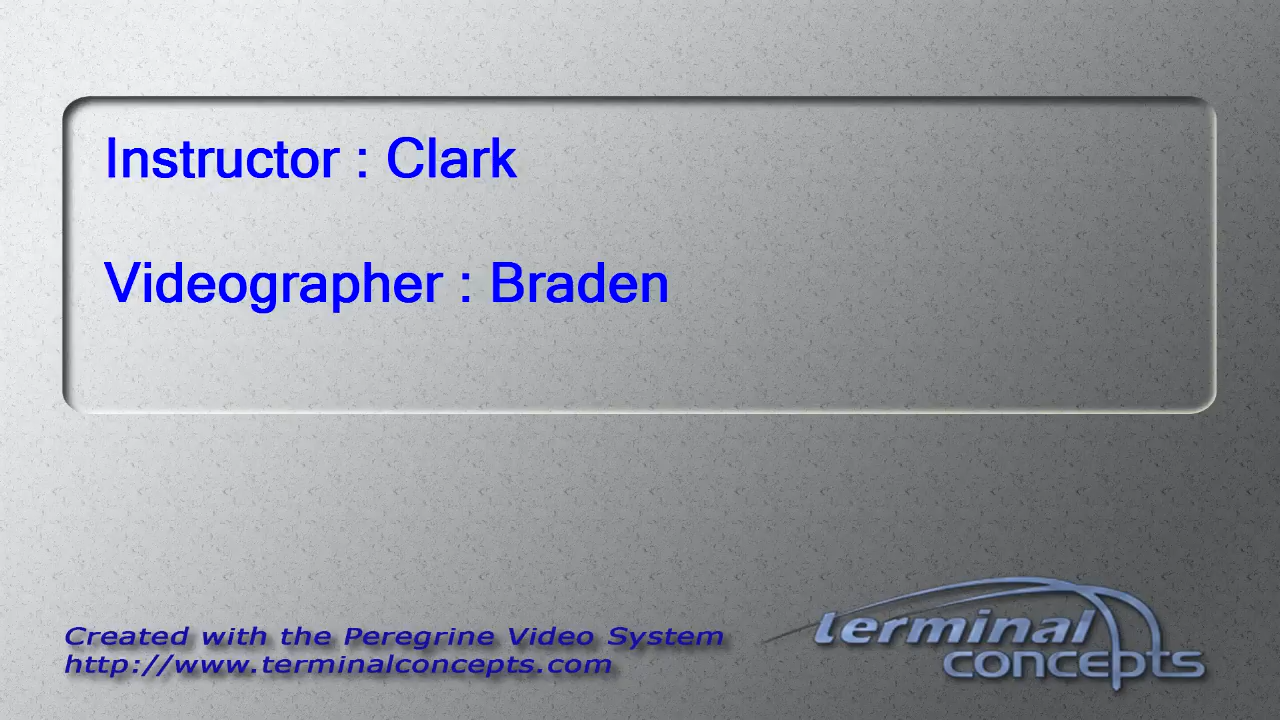 Instructor : Clark
Videographer : Braden
Created with the Peregrine Video System
http://www.terminalconcepts.com
terminal
concepts